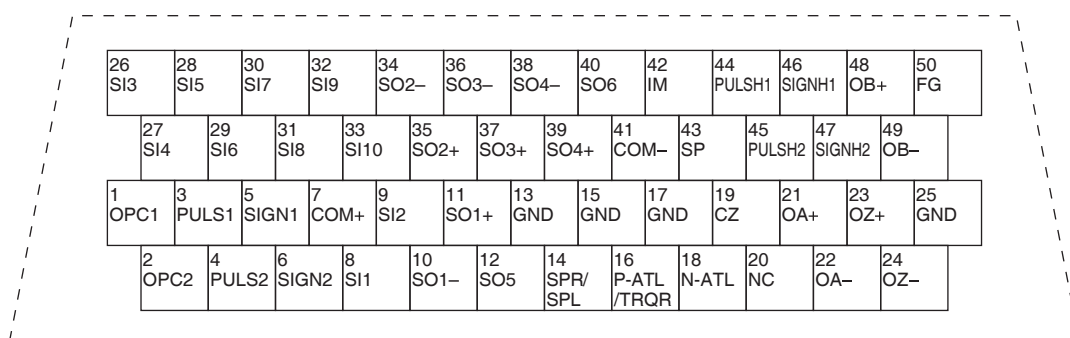 26 28 30 32 34 36 38 40 42 44 46 48 50
SI3 SI5 SI7 SI9 SO2– SO3– SO4– SO6 IM PULSH1 SIGNH1 OB+ FG
27 29 31 33 35 37 39 41 43 45 47 49
SI4 SI6 SI8 SI10 SO2+ SO3+ SO4+ COM– SP PULSH2 SIGNH2 OB–
1 3 5 7 9 11 13 15 17 19 21 23 25
OPC1 PULS1 SIGN1 COM+ SI2 SO1+ GND GND GND CZ OA+ OZ+ GND
2 4 6 8 10 12 14 16 18 20 22 24
OPC2 PULS2 SIGN2 SI1 SO1– SO5 SPR/ P-ATL N-ATL NC OA– OZ–
SPL /TRQR